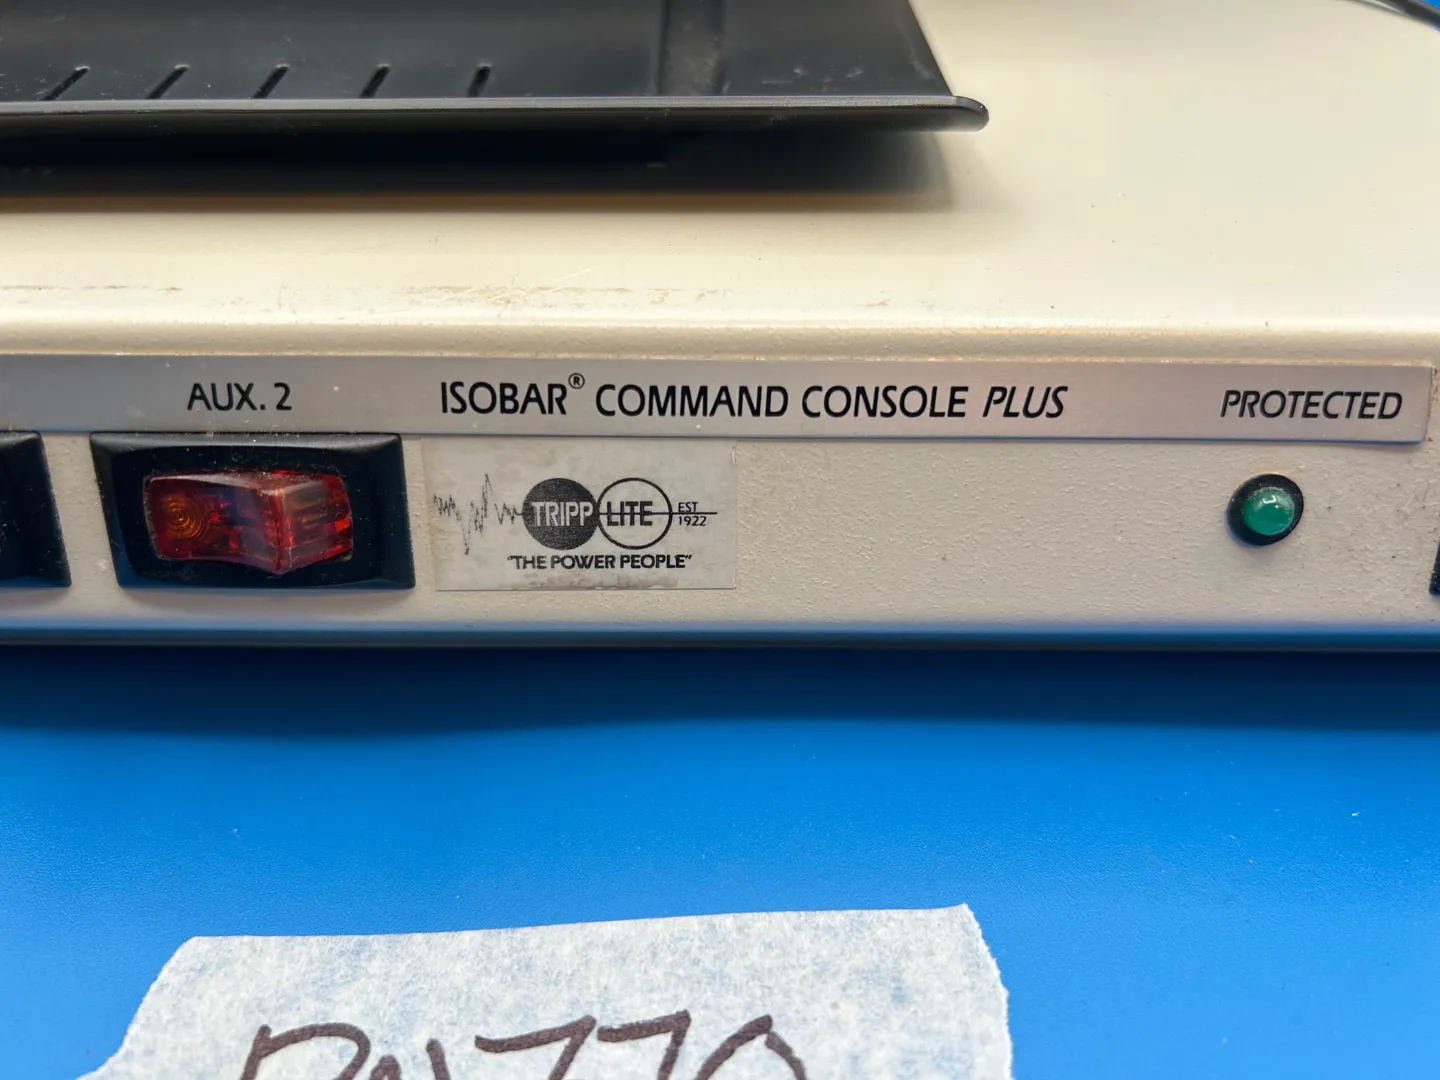 AUX. 2
ISOBAR® COMMAND CONSOLE PLUS
PROTECTED
TRIPP LITE EST 1922
"THE POWER PEOPLE"